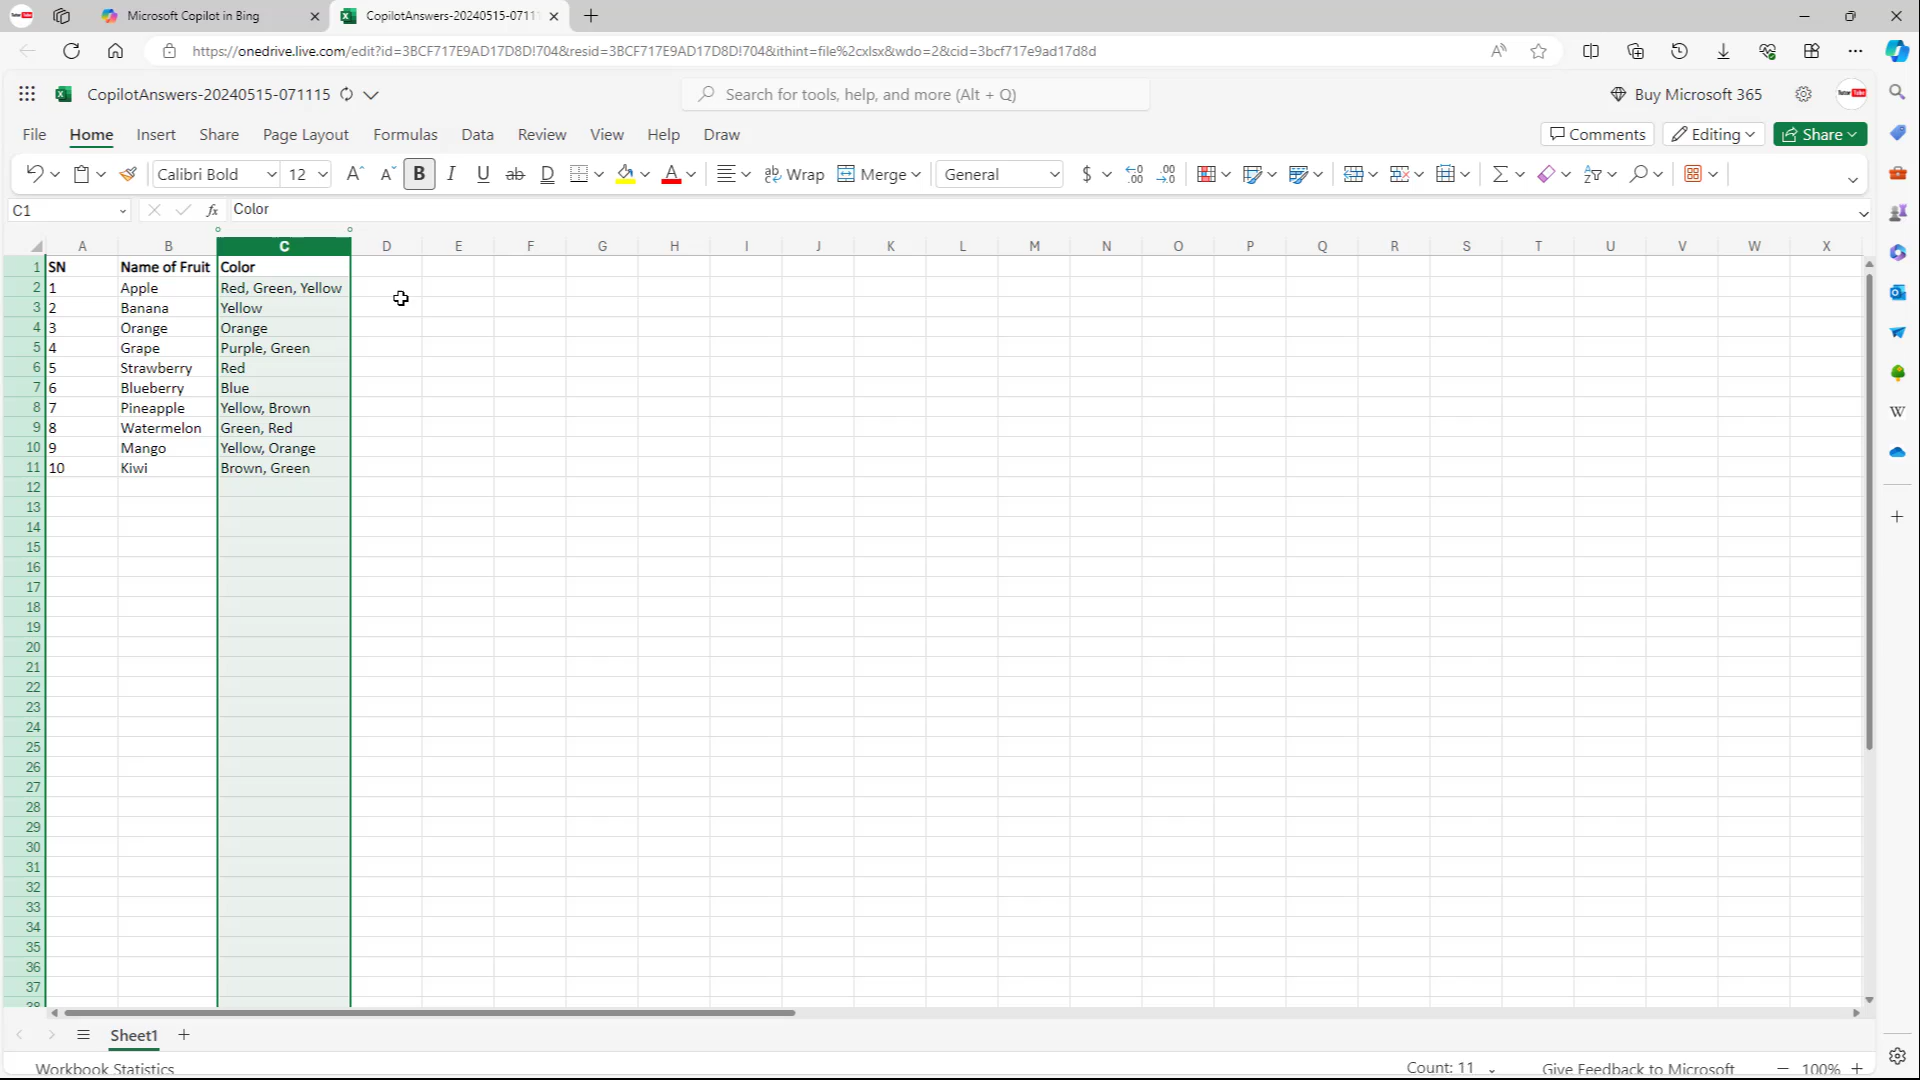 Microsoft Copilot in Bing
CopilotAnswers-20240515-0711
https://onedrive.live.com/edit?id=3BCF717E9AD17D8D!704&resid=3BCF717E9AD17D8D!704&ithint=file%2cxlsx&wdo=2&cid=3bcf717e9ad17d8d
CopilotAnswers-20240515-071115
Search for tools, help, and more (Alt + Q)
Buy Microsoft 365
File Home Insert Share Page Layout Formulas Data Review View Help Draw
Comments Editing Share
Calibri Bold 12 B I U ab D Wrap Merge General $
C1 fx Color
A B C D E F G H I J K L M N O P Q R S T U V W X
1 SN Name of Fruit Color
2 1 Apple Red, Green, Yellow
3 2 Banana Yellow
4 3 Orange Orange
5 4 Grape Purple, Green
6 5 Strawberry Red
7 6 Blueberry Blue
8 7 Pineapple Yellow, Brown
9 8 Watermelon Green, Red
10 9 Mango Yellow, Orange
11 10 Kiwi Brown, Green
12
13
14
15
16
17
18
19
20
21
22
23
24
25
26
27
28
29
30
31
32
33
34
35
36
37
38
Sheet1
Workbook Statistics Count: 11 Give Feedback to Microsoft 100%